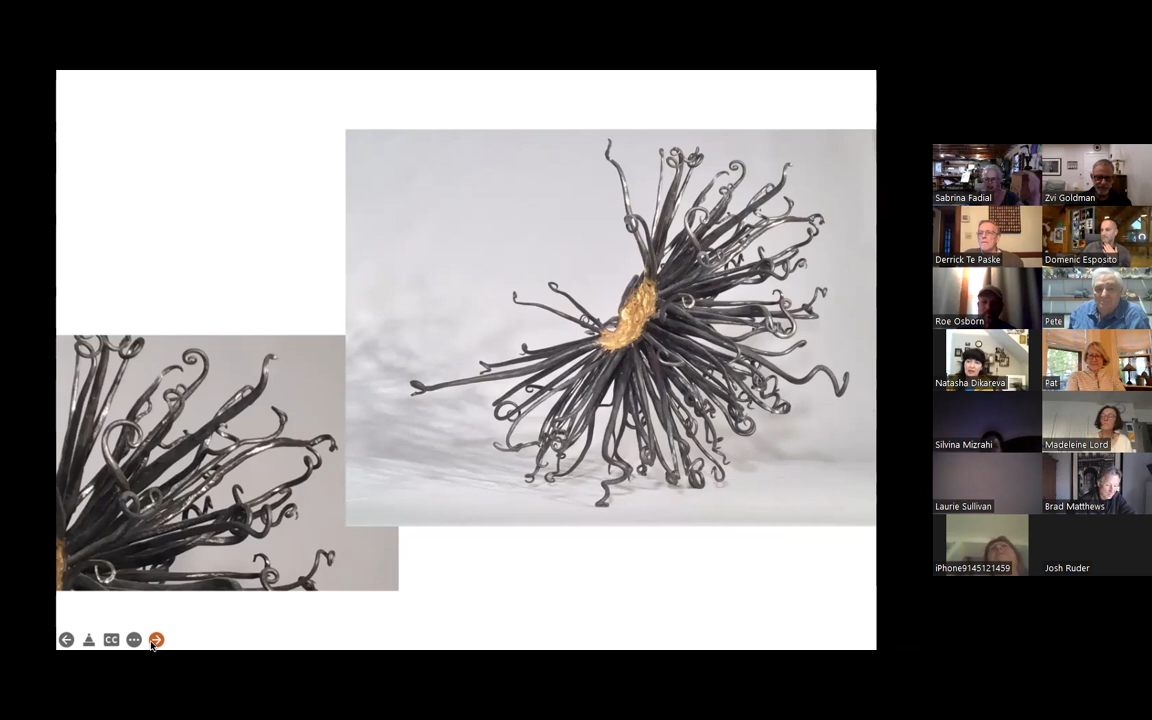 Sabrina Fadial
Zvi Goldman
Derrick Te Paske
Domenic Esposito
Roe Osborn
Pete
Natasha Dikareva
Pat
Silvina Mizrahi
Madeleine Lord
Laurie Sullivan
Brad Matthews
iPhone9145121459
Josh Ruder
CC